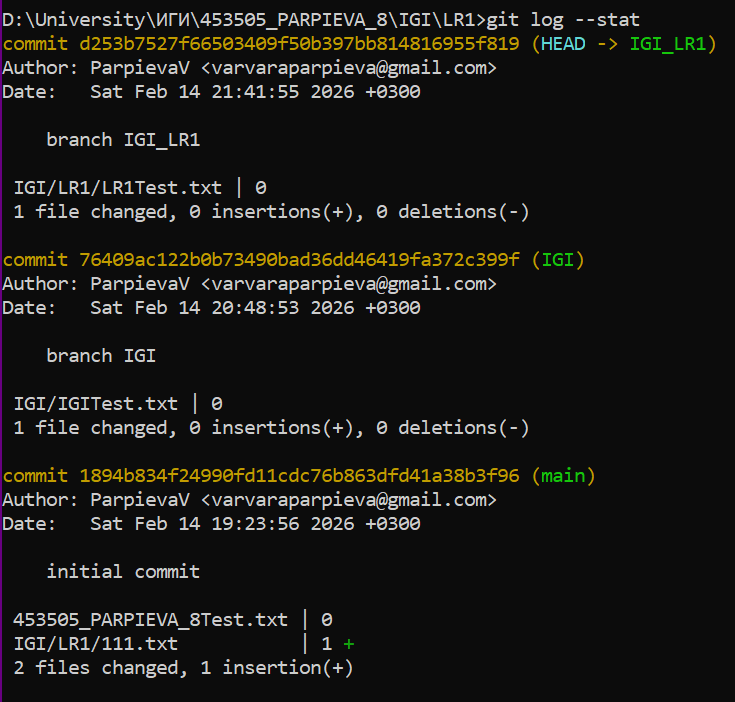 D:\University\ИГИ\453505_PARPIEVA_8\IGI\LR1>git log --stat
commit d253b7527f66503409f50b397bb814816955f819 (HEAD -> IGI_LR1)
Author: ParpievaV <varvaraparpieva@gmail.com>
Date:   Sat Feb 14 21:41:55 2026 +0300

    branch IGI_LR1

 IGI/LR1/LR1Test.txt | 0
 1 file changed, 0 insertions(+), 0 deletions(-)

commit 76409ac122b0b73490bad36dd46419fa372c399f (IGI)
Author: ParpievaV <varvaraparpieva@gmail.com>
Date:   Sat Feb 14 20:48:53 2026 +0300

    branch IGI

 IGI/IGITest.txt | 0
 1 file changed, 0 insertions(+), 0 deletions(-)

commit 1894b834f24990fd11cdc76b863dfd41a38b3f96 (main)
Author: ParpievaV <varvaraparpieva@gmail.com>
Date:   Sat Feb 14 19:23:56 2026 +0300

    initial commit

 453505_PARPIEVA_8Test.txt | 0
 IGI/LR1/111.txt           | 1 +
 2 files changed, 1 insertion(+)